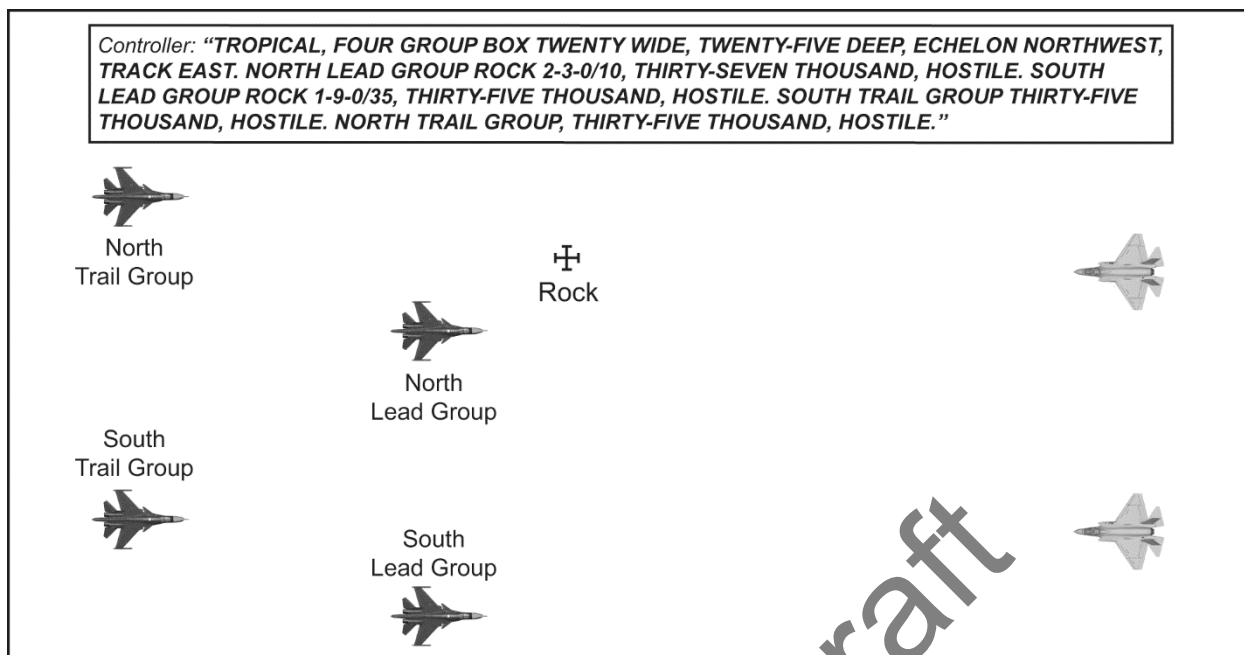 Controller: “TROPICAL, FOUR GROUP BOX TWENTY WIDE, TWENTY-FIVE DEEP, ECHELON NORTHWEST,
TRACK EAST. NORTH LEAD GROUP ROCK 2-3-0/10, THIRTY-SEVEN THOUSAND, HOSTILE. SOUTH
LEAD GROUP ROCK 1-9-0/35, THIRTY-FIVE THOUSAND, HOSTILE. SOUTH TRAIL GROUP THIRTY-FIVE
THOUSAND, HOSTILE. NORTH TRAIL GROUP, THIRTY-FIVE THOUSAND, HOSTILE.”
North
Trail Group
Rock
North
Lead Group
South
Trail Group
South
Lead Group
raft